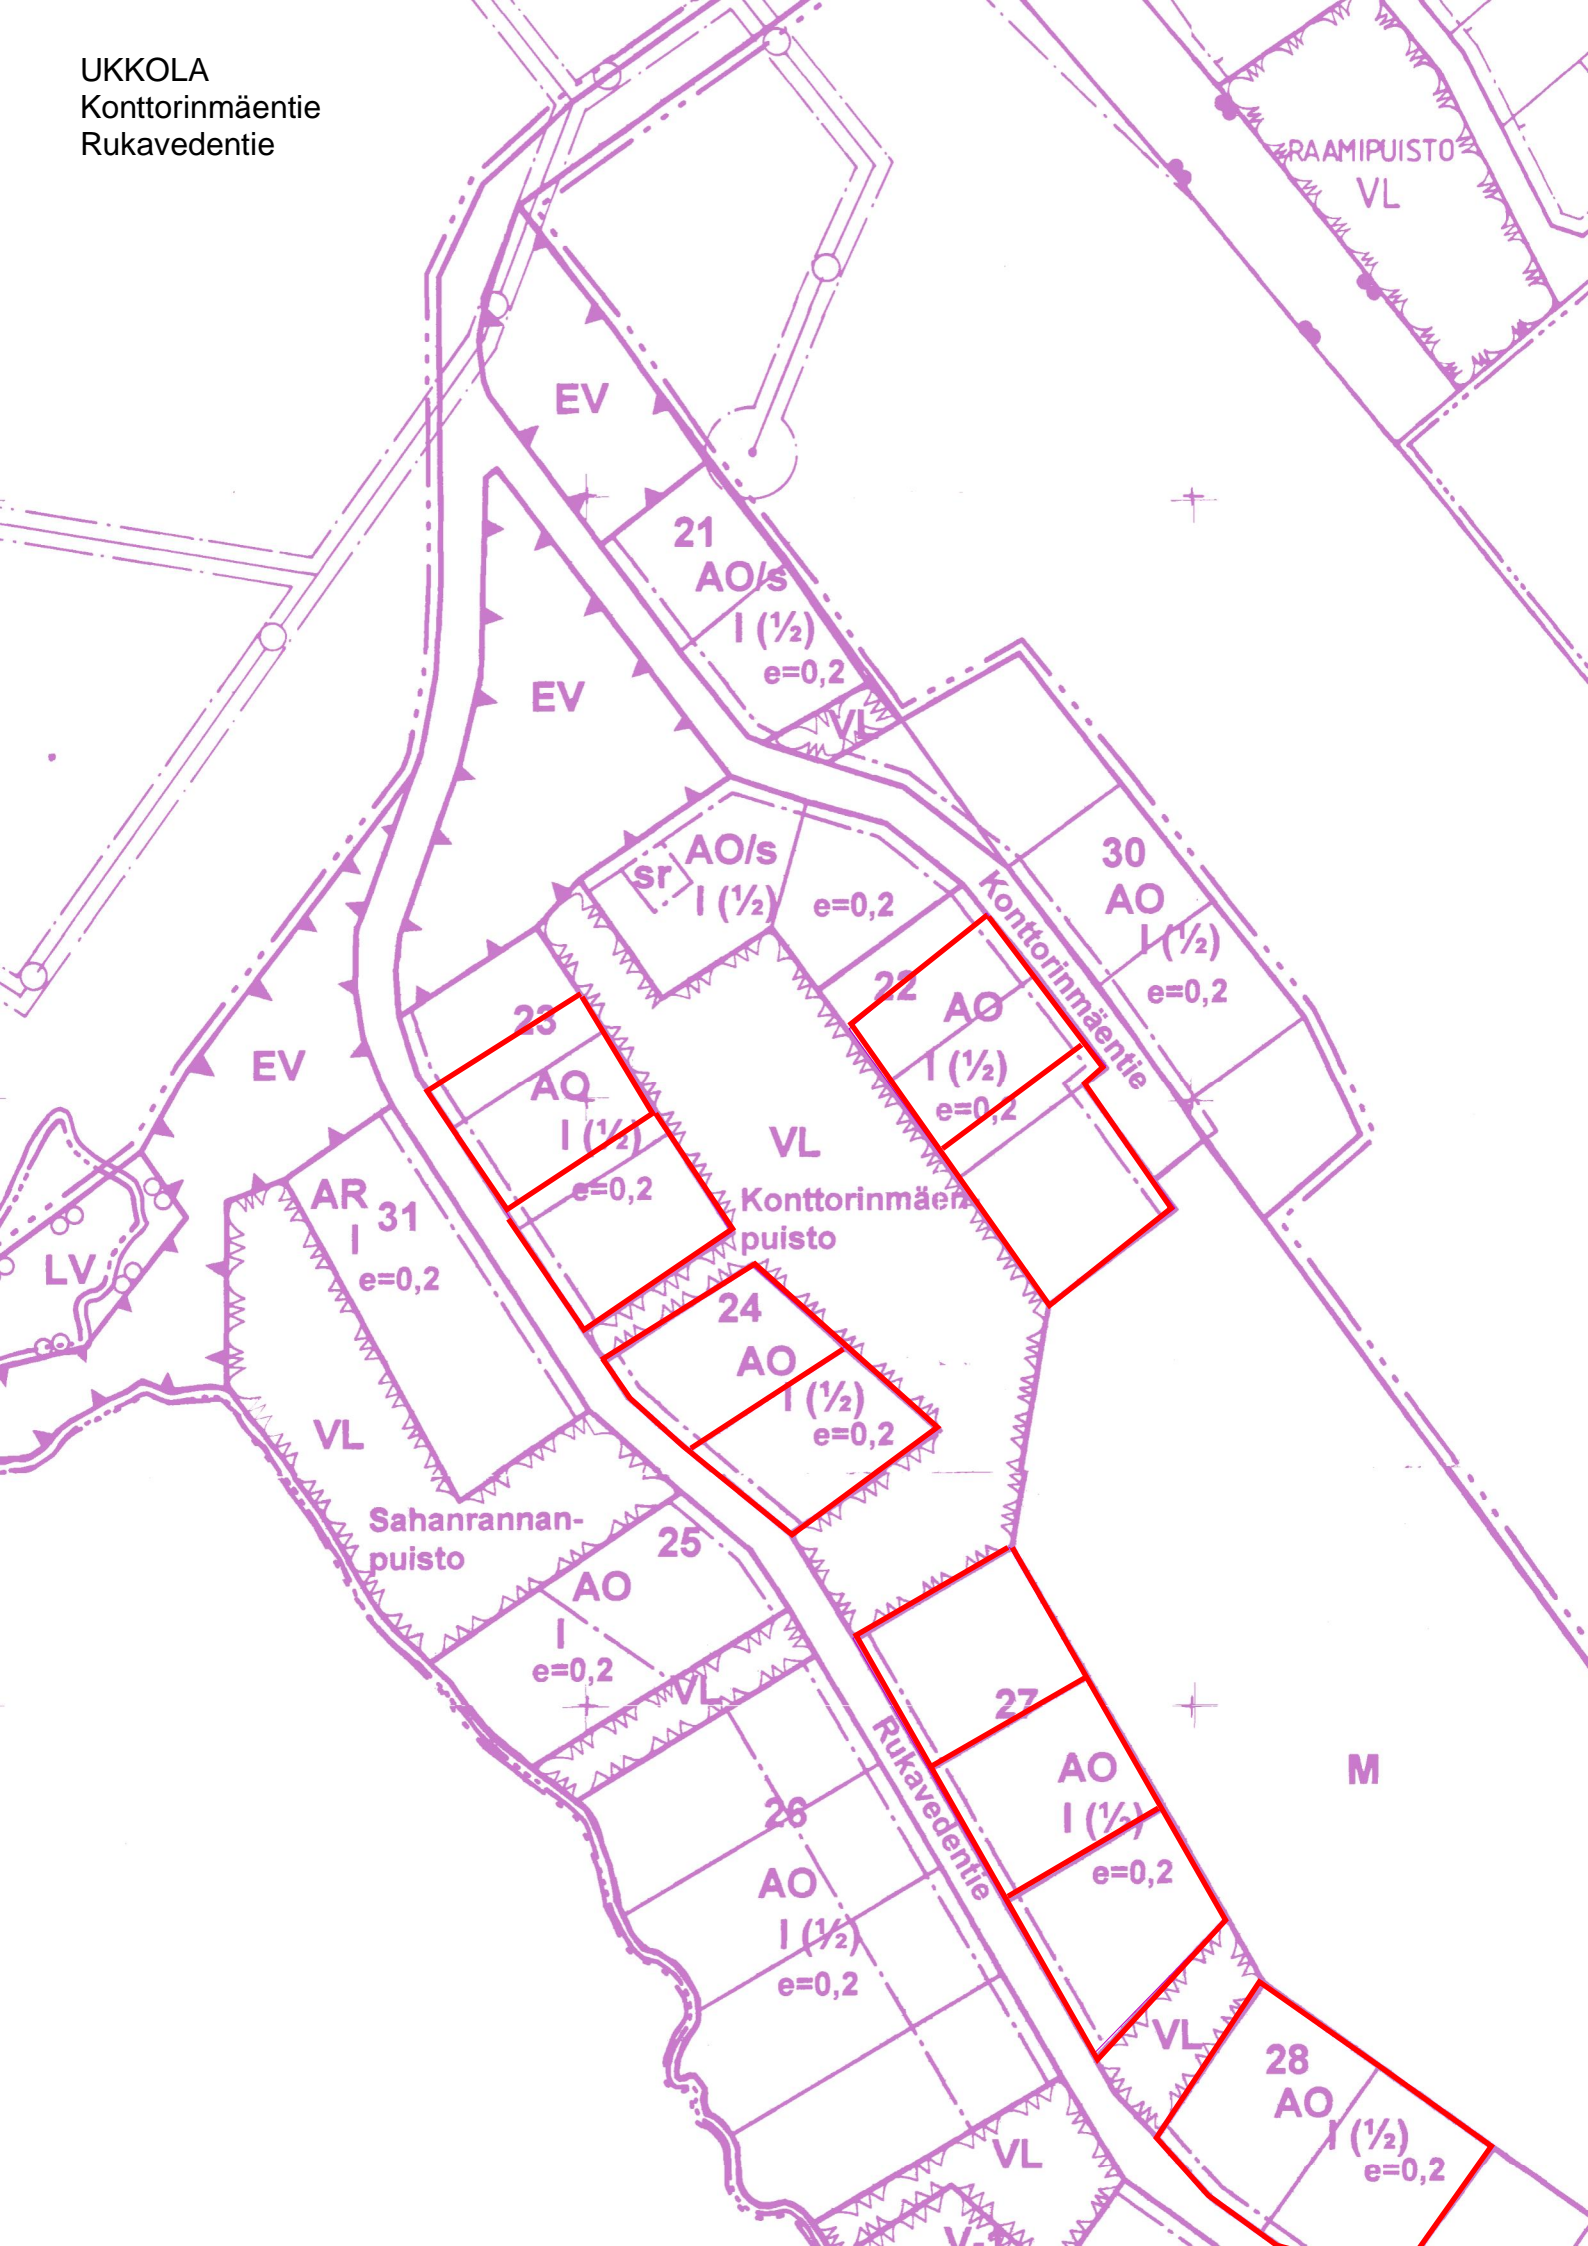 UKKOLA
Konttorinmäentie
Rukavedentie
RAAMIPUISTO
VL
EV
21
AO/s
I (½)
e=0,2
VL
EV
30
AO
I (½)
e=0,2
AO/s
sr
I (½)
e=0,2
Konttorinmäentie
22
AO
I (½)
e=0,2
23
AO
I (½)
e=0,2
EV
VL
Konttorinmäen
puisto
AR
31
I
e=0,2
LV
24
AO
I (½)
e=0,2
VL
Sahanrannan-
puisto
25
AO
I
e=0,2
VL
27
AO
I (½)
e=0,2
M
Rukavedentie
26
AO
I (½)
e=0,2
VL
28
AO
I (½)
e=0,2
VL